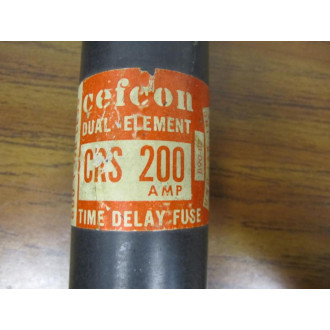 cefcon
DUAL-ELEMENT
CRS 200
AMP
TIME DELAY FUSE